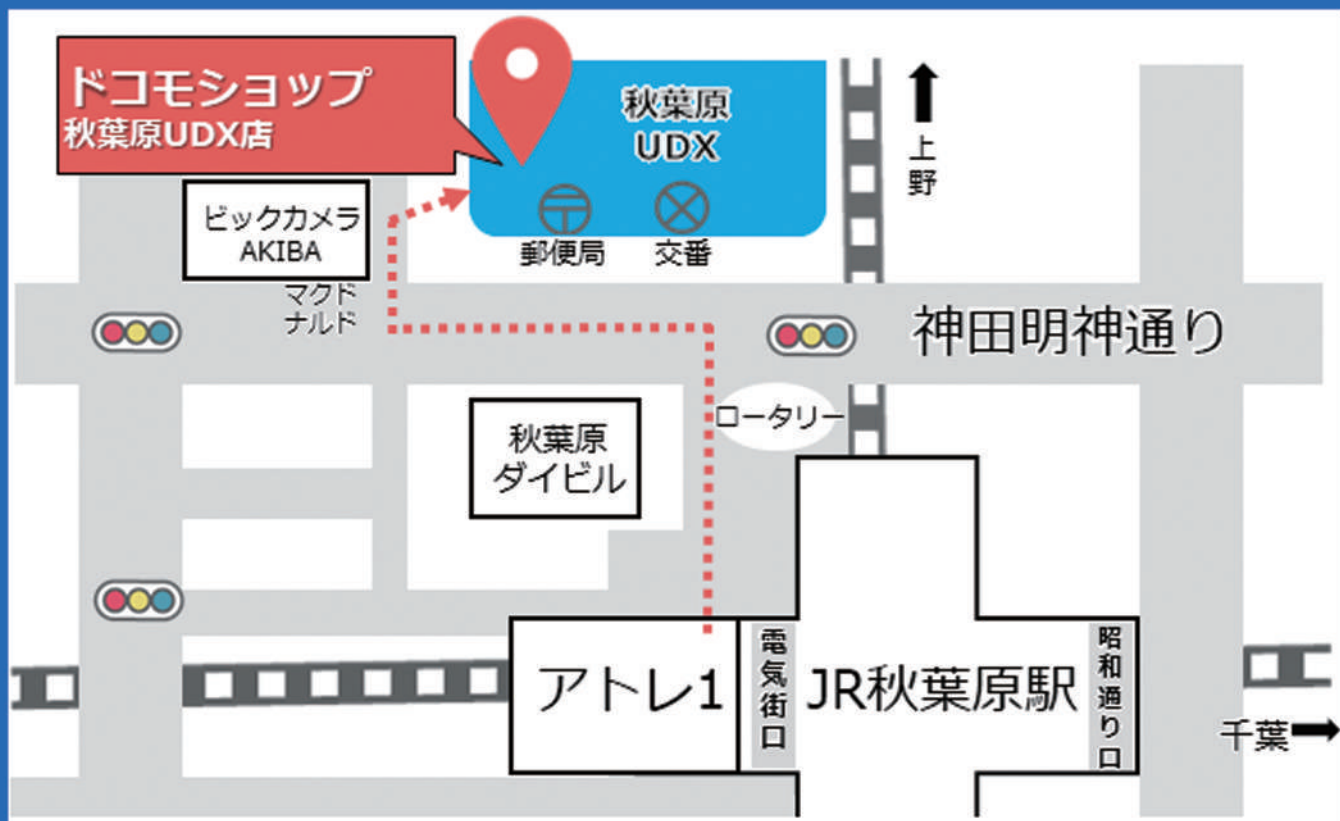 ドコモショップ
秋葉原UDX店
秋葉原
UDX
上野
ビックカメラ
AKIBA
郵便局
交番
マクド
ナルド
神田明神通り
ロータリー
秋葉原
ダイビル
アトレ1
電気街口
JR秋葉原駅
昭和通り口
千葉